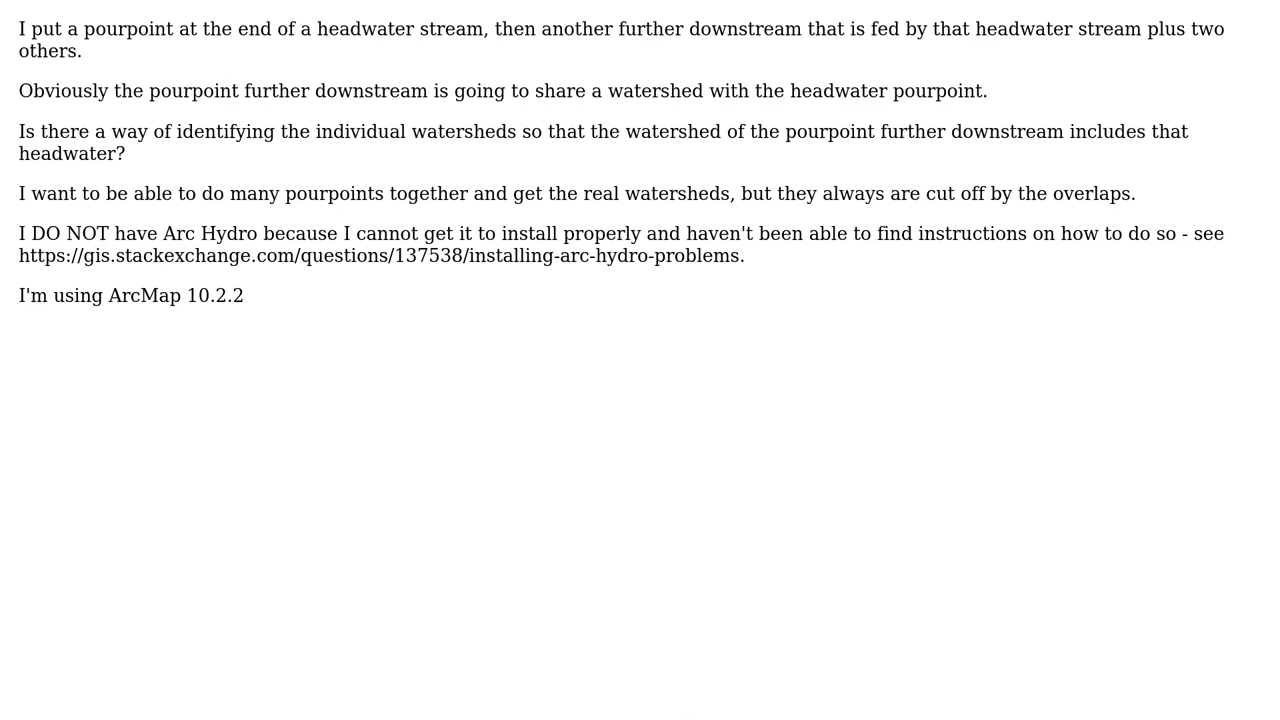 I put a pourpoint at the end of a headwater stream, then another further downstream that is fed by that headwater stream plus two
others.
Obviously the pourpoint further downstream is going to share a watershed with the headwater pourpoint.
Is there a way of identifying the individual watersheds so that the watershed of the pourpoint further downstream includes that
headwater?
I want to be able to do many pourpoints together and get the real watersheds, but they always are cut off by the overlaps.
I DO NOT have Arc Hydro because I cannot get it to install properly and haven't been able to find instructions on how to do so - see
https://gis.stackexchange.com/questions/137538/installing-arc-hydro-problems.
I'm using ArcMap 10.2.2